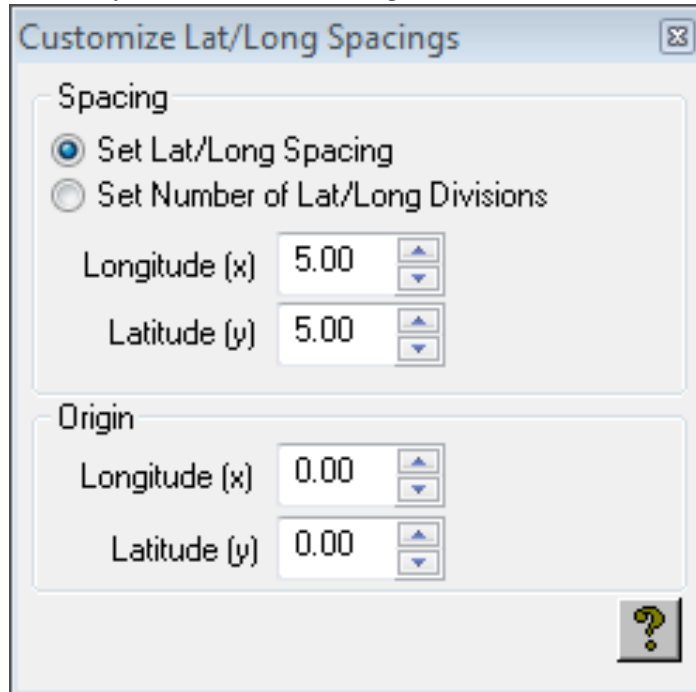 Customize Lat/Long Spacings
Spacing
Set Lat/Long Spacing
Set Number of Lat/Long Divisions
Longitude (x) 5.00
Latitude (y) 5.00
Origin
Longitude (x) 0.00
Latitude (y) 0.00
?